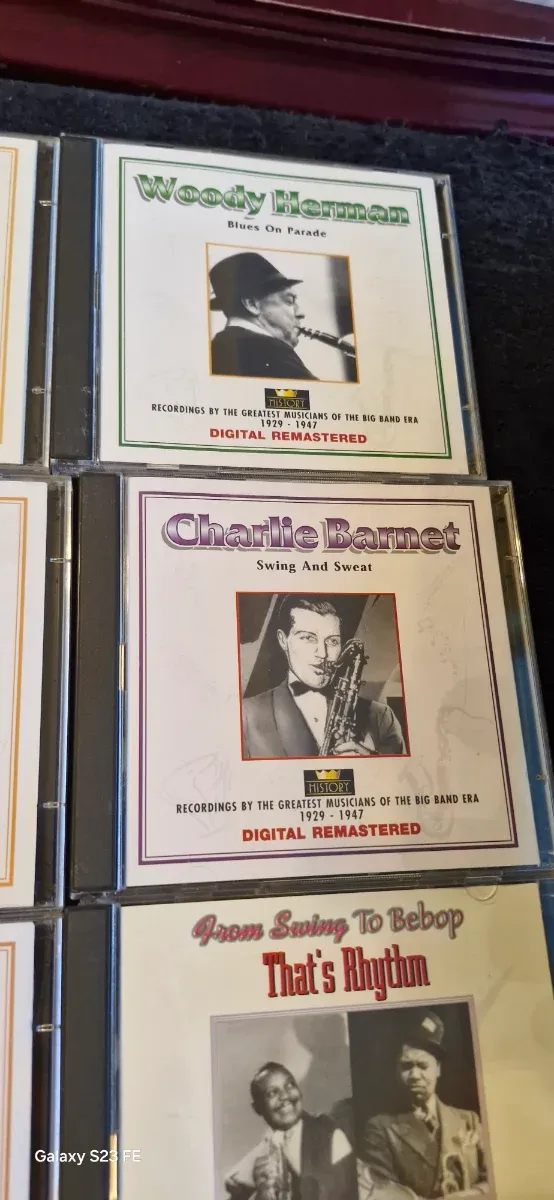 Woody Herman
Blues On Parade
HISTORY
RECORDINGS BY THE GREATEST MUSICIANS OF THE BIG BAND ERA
1929 - 1947
DIGITAL REMASTERED
Charlie Barnet
Swing And Sweat
HISTORY
RECORDINGS BY THE GREATEST MUSICIANS OF THE BIG BAND ERA
1929 - 1947
DIGITAL REMASTERED
From Swing To Bebop
That's Rhythm
Galaxy S23 FE